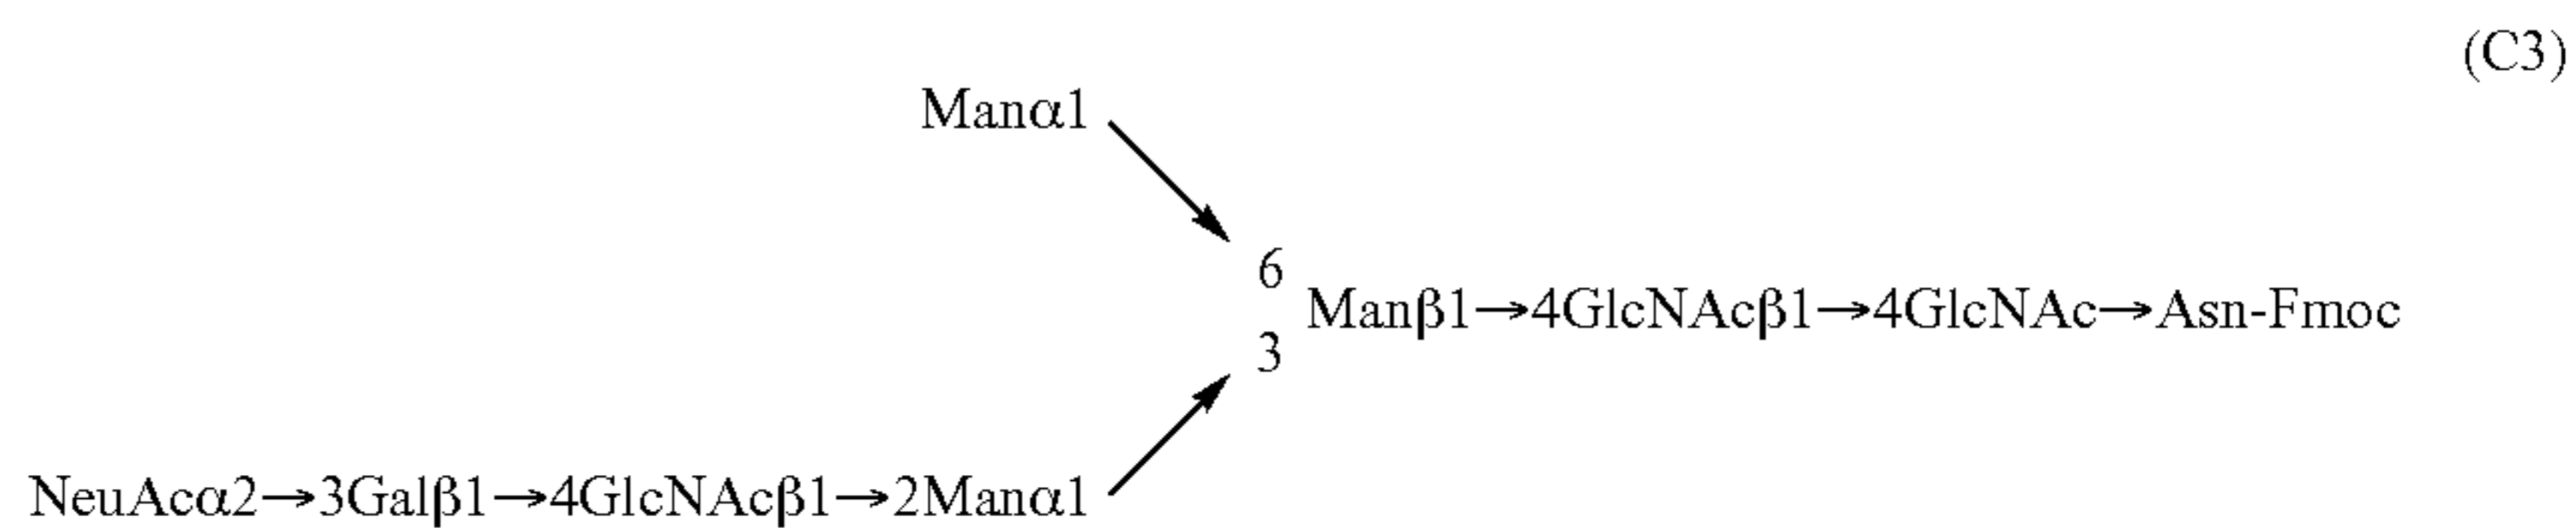 (C3)
Manα1
6
Manβ1→4GlcNAcβ1→4GlcNAc→Asn-Fmoc
3
NeuAcα2→3Galβ1→4GlcNAcβ1→2Manα1